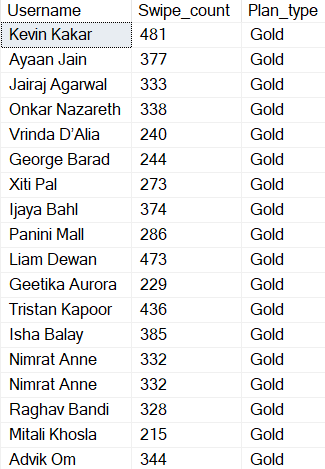 Username Swipe_count Plan_type
Kevin Kakar 481 Gold
Ayaan Jain 377 Gold
Jairaj Agarwal 333 Gold
Onkar Nazareth 338 Gold
Vrinda D’Alia 240 Gold
George Barad 244 Gold
Xiti Pal 273 Gold
Ijaya Bahl 374 Gold
Panini Mall 286 Gold
Liam Dewan 473 Gold
Geetika Aurora 229 Gold
Tristan Kapoor 436 Gold
Isha Balay 385 Gold
Nimrat Anne 332 Gold
Nimrat Anne 332 Gold
Raghav Bandi 328 Gold
Mitali Khosla 215 Gold
Advik Om 344 Gold